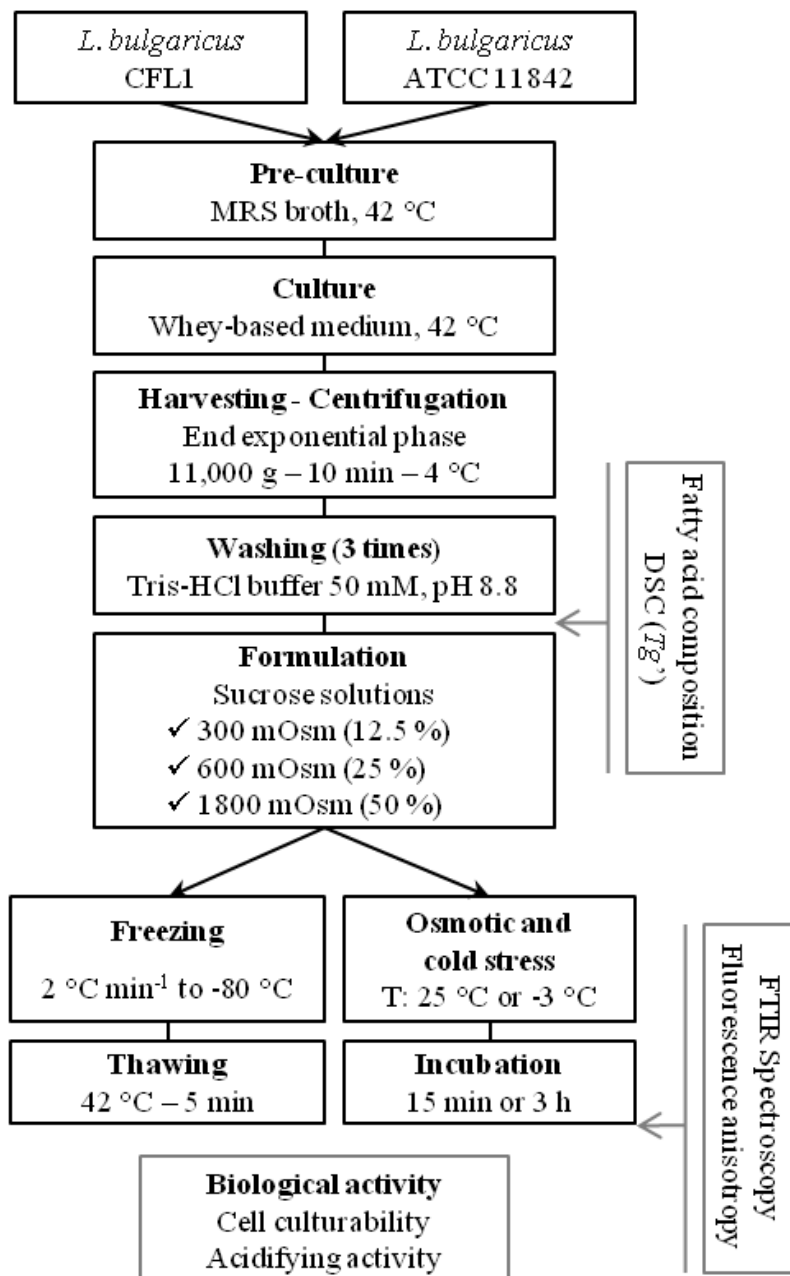 L. bulgaricus
CFL1
L. bulgaricus
ATCC 11842
Pre-culture
MRS broth, 42 °C
Culture
Whey-based medium, 42 °C
Harvesting - Centrifugation
End exponential phase
11,000 g – 10 min – 4 °C
Washing (3 times)
Tris-HCl buffer 50 mM, pH 8.8
Fatty acid composition
DSC (Tg’)
Formulation
Sucrose solutions
✓ 300 mOsm (12.5 %)
✓ 600 mOsm (25 %)
✓ 1800 mOsm (50 %)
Freezing
2 °C min-1 to -80 °C
Osmotic and
cold stress
T: 25 °C or -3 °C
Thawing
42 °C – 5 min
Incubation
15 min or 3 h
FTIR Spectroscopy
Fluorescence anisotropy
Biological activity
Cell culturability
Acidifying activity